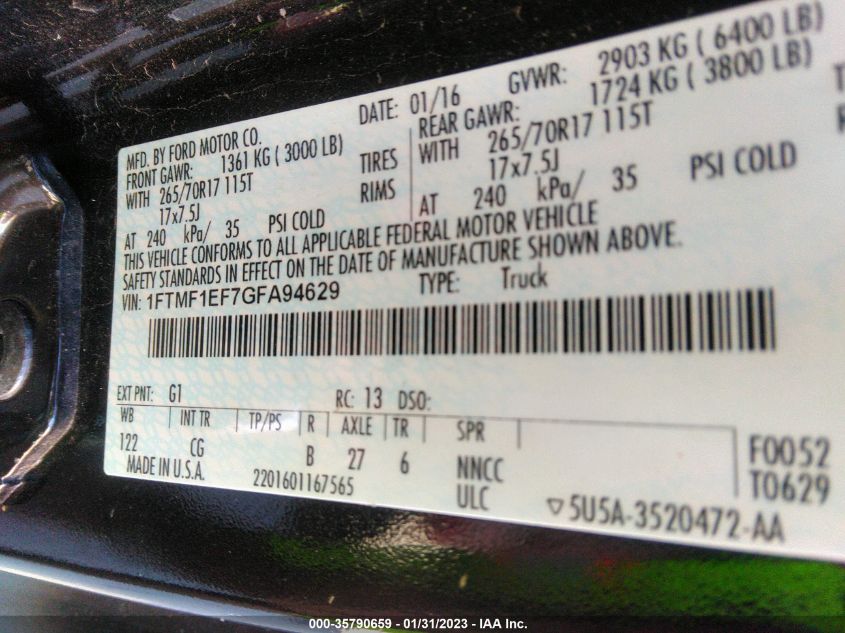 MFD. BY FORD MOTOR CO.
DATE: 01/16 GVWR: 2903 KG ( 6400 LB)
FRONT GAWR: 1361 KG ( 3000 LB)
REAR GAWR: 1724 KG ( 3800 LB)
WITH 265/70R17 115T TIRES
WITH 265/70R17 115T
17x7.5J RIMS
17x7.5J
AT 240 kPa/ 35 PSI COLD
AT 240 kPa/ 35 PSI COLD
THIS VEHICLE CONFORMS TO ALL APPLICABLE FEDERAL MOTOR VEHICLE
SAFETY STANDARDS IN EFFECT ON THE DATE OF MANUFACTURE SHOWN ABOVE.
VIN: 1FTMF1EF7GFA94629 TYPE: Truck
EXT PNT: G1 RC: 13 DSO:
WB INT TR TP/PS R AXLE TR SPR
122 CG B 27 6 NNCC
F0052
MADE IN U.S.A. 2201601167565 ULC
T0629
5U5A-3520472-AA
000-35790659 - 01/31/2023 - IAA Inc.